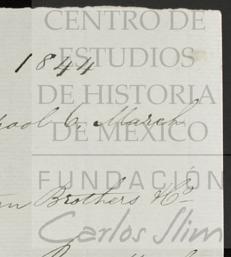 CENTRO DE
ESTUDIOS
1844
DE HISTORIA
pool 6, March
DE MÉXICO
FUNDACIÓN
Brothers & Co
Carlos Slim